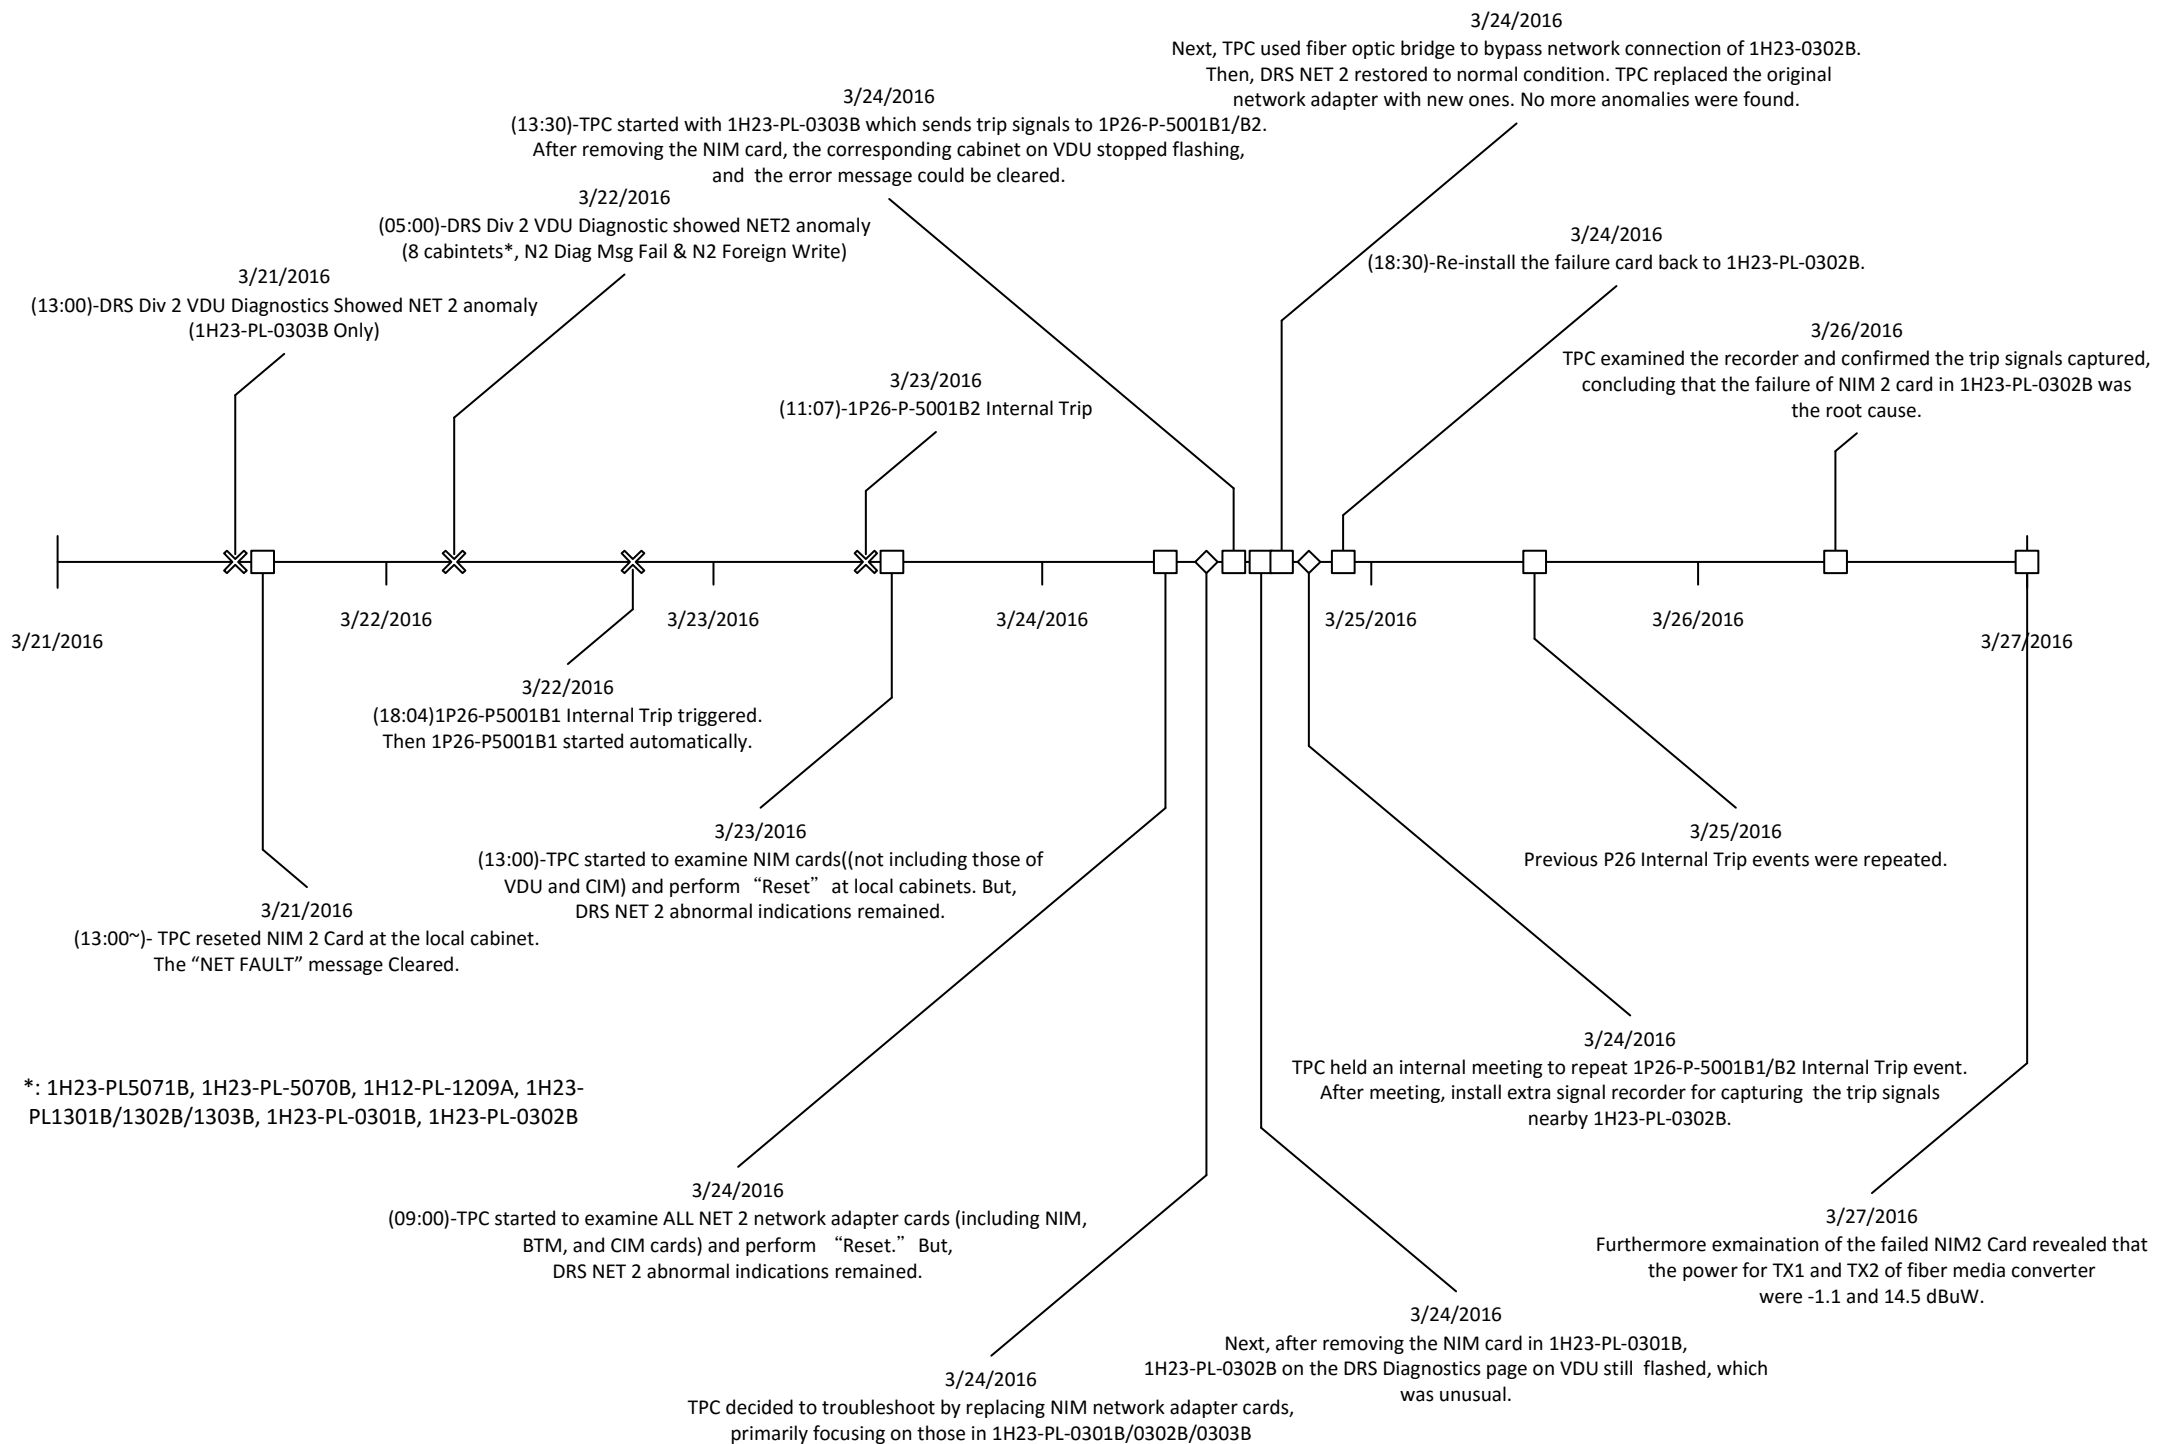 3/24/2016
Next, TPC used fiber optic bridge to bypass network connection of 1H23-0302B.
Then, DRS NET 2 restored to normal condition. TPC replaced the original
network adapter with new ones. No more anomalies were found.
3/24/2016
(13:30)-TPC started with 1H23-PL-0303B which sends trip signals to 1P26-P-5001B1/B2.
After removing the NIM card, the corresponding cabinet on VDU stopped flashing,
and the error message could be cleared.
3/22/2016
(05:00)-DRS Div 2 VDU Diagnostic showed NET2 anomaly
(8 cabintets*, N2 Diag Msg Fail & N2 Foreign Write)
3/24/2016
(18:30)-Re-install the failure card back to 1H23-PL-0302B.
3/21/2016
(13:00)-DRS Div 2 VDU Diagnostics Showed NET 2 anomaly
(1H23-PL-0303B Only)
3/26/2016
TPC examined the recorder and confirmed the trip signals captured,
concluding that the failure of NIM 2 card in 1H23-PL-0302B was
the root cause.
3/23/2016
(11:07)-1P26-P-5001B2 Internal Trip
3/21/2016
3/22/2016
3/23/2016
3/24/2016
3/25/2016
3/26/2016
3/27/2016
3/22/2016
(18:04)1P26-P5001B1 Internal Trip triggered.
Then 1P26-P5001B1 started automatically.
3/23/2016
(13:00)-TPC started to examine NIM cards((not including those of
VDU and CIM) and perform “Reset” at local cabinets. But,
DRS NET 2 abnormal indications remained.
3/25/2016
Previous P26 Internal Trip events were repeated.
3/21/2016
(13:00~)- TPC reseted NIM 2 Card at the local cabinet.
The “NET FAULT” message Cleared.
3/24/2016
TPC held an internal meeting to repeat 1P26-P-5001B1/B2 Internal Trip event.
After meeting, install extra signal recorder for capturing the trip signals
nearby 1H23-PL-0302B.
*: 1H23-PL5071B, 1H23-PL-5070B, 1H12-PL-1209A, 1H23-
PL1301B/1302B/1303B, 1H23-PL-0301B, 1H23-PL-0302B
3/24/2016
(09:00)-TPC started to examine ALL NET 2 network adapter cards (including NIM,
BTM, and CIM cards) and perform “Reset.” But,
DRS NET 2 abnormal indications remained.
3/27/2016
Furthermore exmaination of the failed NIM2 Card revealed that
the power for TX1 and TX2 of fiber media converter
were -1.1 and 14.5 dBuW.
3/24/2016
Next, after removing the NIM card in 1H23-PL-0301B,
1H23-PL-0302B on the DRS Diagnostics page on VDU still flashed, which
was unusual.
3/24/2016
TPC decided to troubleshoot by replacing NIM network adapter cards,
primarily focusing on those in 1H23-PL-0301B/0302B/0303B